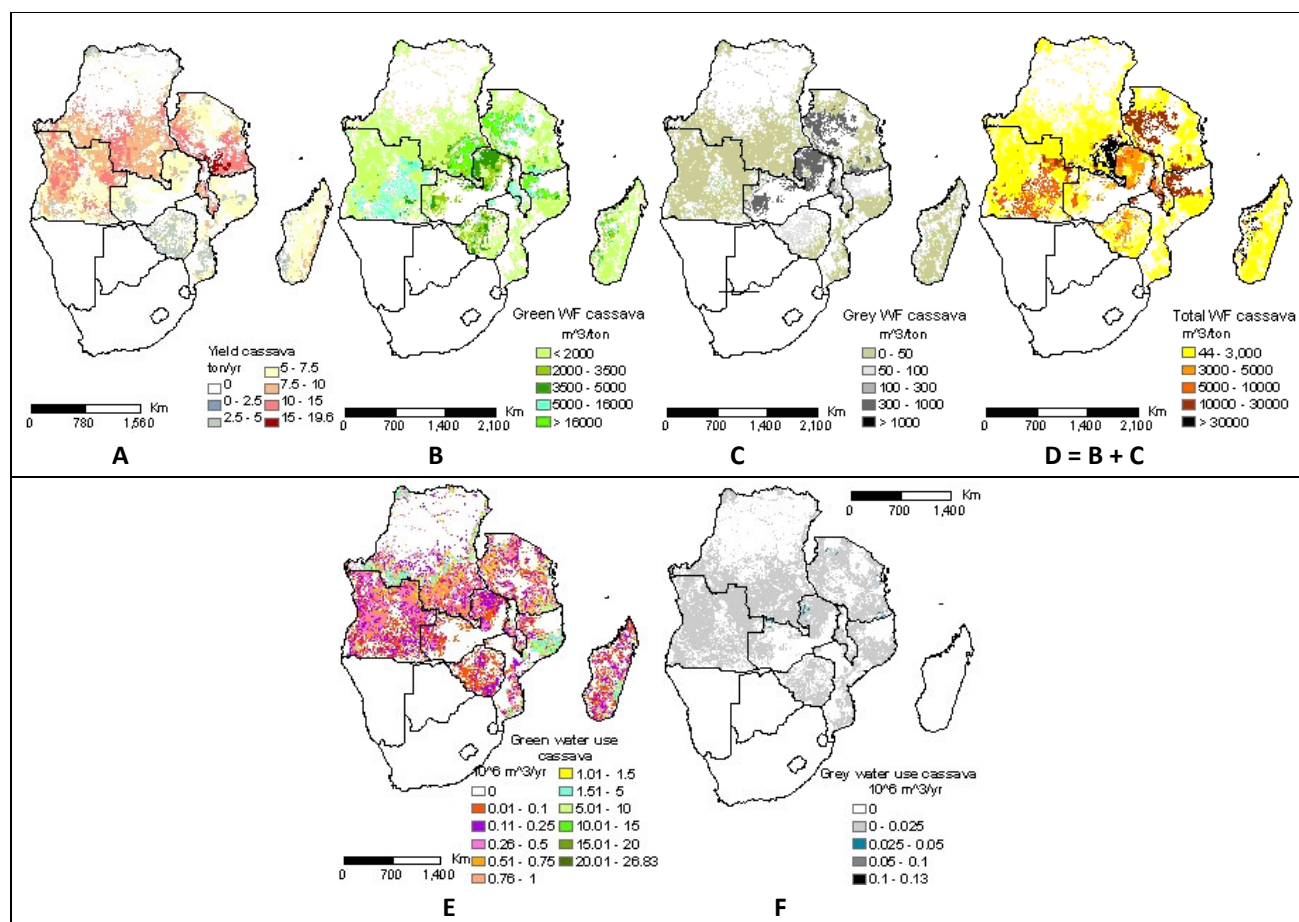 Yield cassava
ton/yr
0
0 - 2.5
2.5 - 5
5 - 7.5
7.5 - 10
10 - 15
15 - 19.6
Km
0 780 1,560
A
Green WF cassava
m^3/ton
< 2000
2000 - 3500
3500 - 5000
5000 - 16000
> 16000
Km
0 700 1,400 2,100
B
Grey WF cassava
m^3/ton
0 - 50
50 - 100
100 - 300
300 - 1000
> 1000
Km
0 700 1,400 2,100
C
Total WF cassava
m^3/ton
44 - 3,000
3000 - 5000
5000 - 10000
10000 - 30000
> 30000
Km
0 700 1,400 2,100
D = B + C
Green water use
cassava
10^6 m^3/yr
0
0.01 - 0.1
0.11 - 0.25
0.26 - 0.5
0.51 - 0.75
0.76 - 1
1.01 - 1.5
1.51 - 5
5.01 - 10
10.01 - 15
15.01 - 20
20.01 - 26.83
Km
0 700 1,400
E
Km
0 700 1,400
Grey water use cassava
10^6 m^3/yr
0
0 - 0.025
0.025 - 0.05
0.05 - 0.1
0.1 - 0.13
F